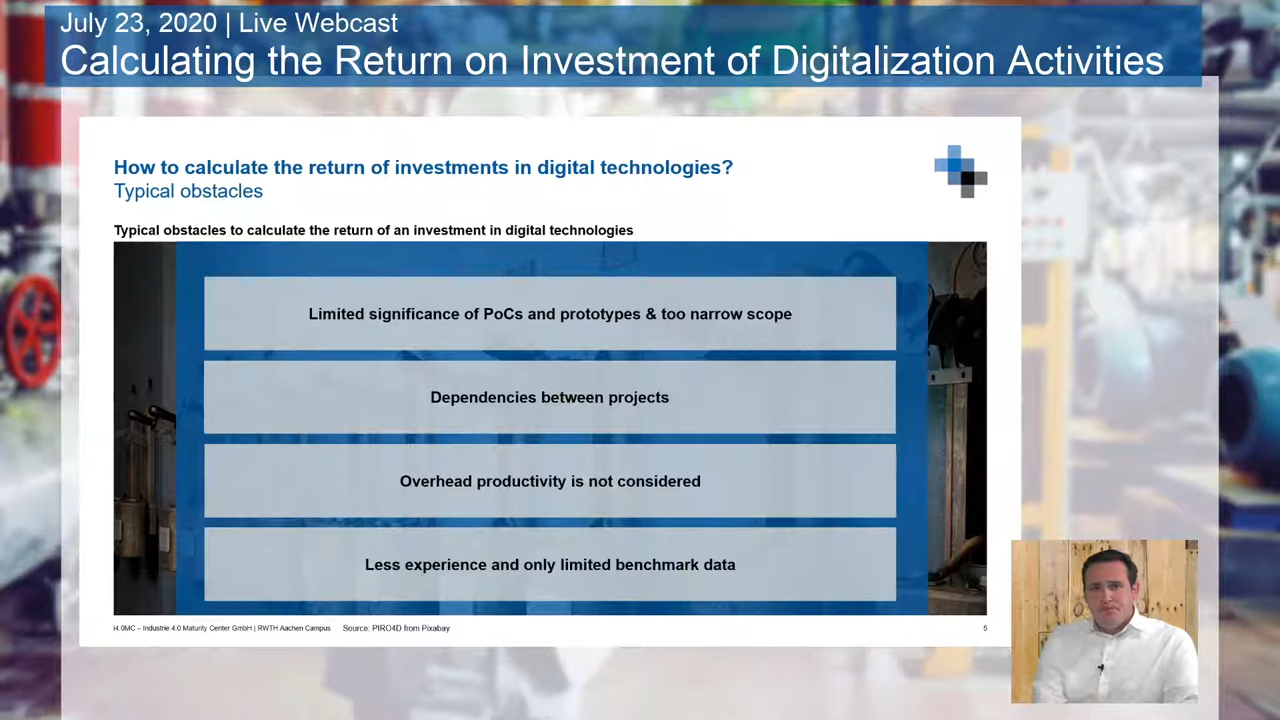 July 23, 2020 | Live Webcast
Calculating the Return on Investment of Digitalization Activities
How to calculate the return of investments in digital technologies?
Typical obstacles
Typical obstacles to calculate the return of an investment in digital technologies
Limited significance of PoCs and prototypes & too narrow scope
Dependencies between projects
Overhead productivity is not considered
Less experience and only limited benchmark data
I4.0MC – Industrie 4.0 Maturity Center GmbH | RWTH Aachen Campus Source: PIRO4D from Pixabay
5